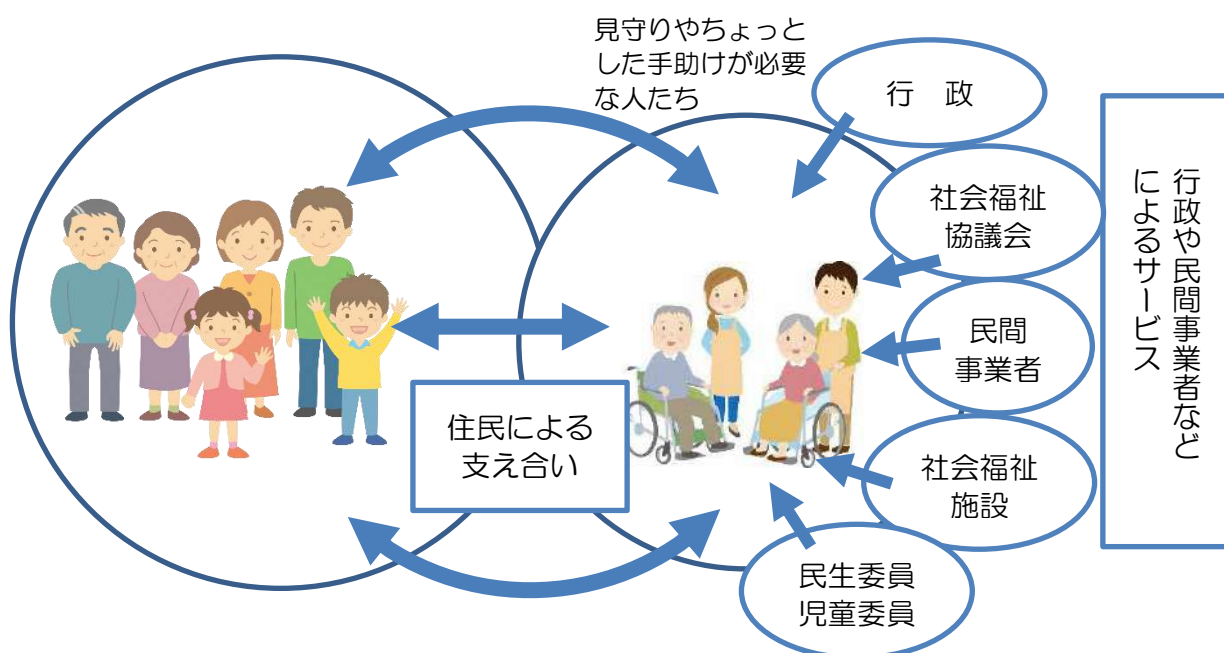 見守りやちょっと
した手助けが必要
な人たち
行　政
社会福祉
協議会
民間
事業者
社会福祉
施設
民生委員
児童委員
住民による
支え合い
行政や民間事業者など
によるサービス